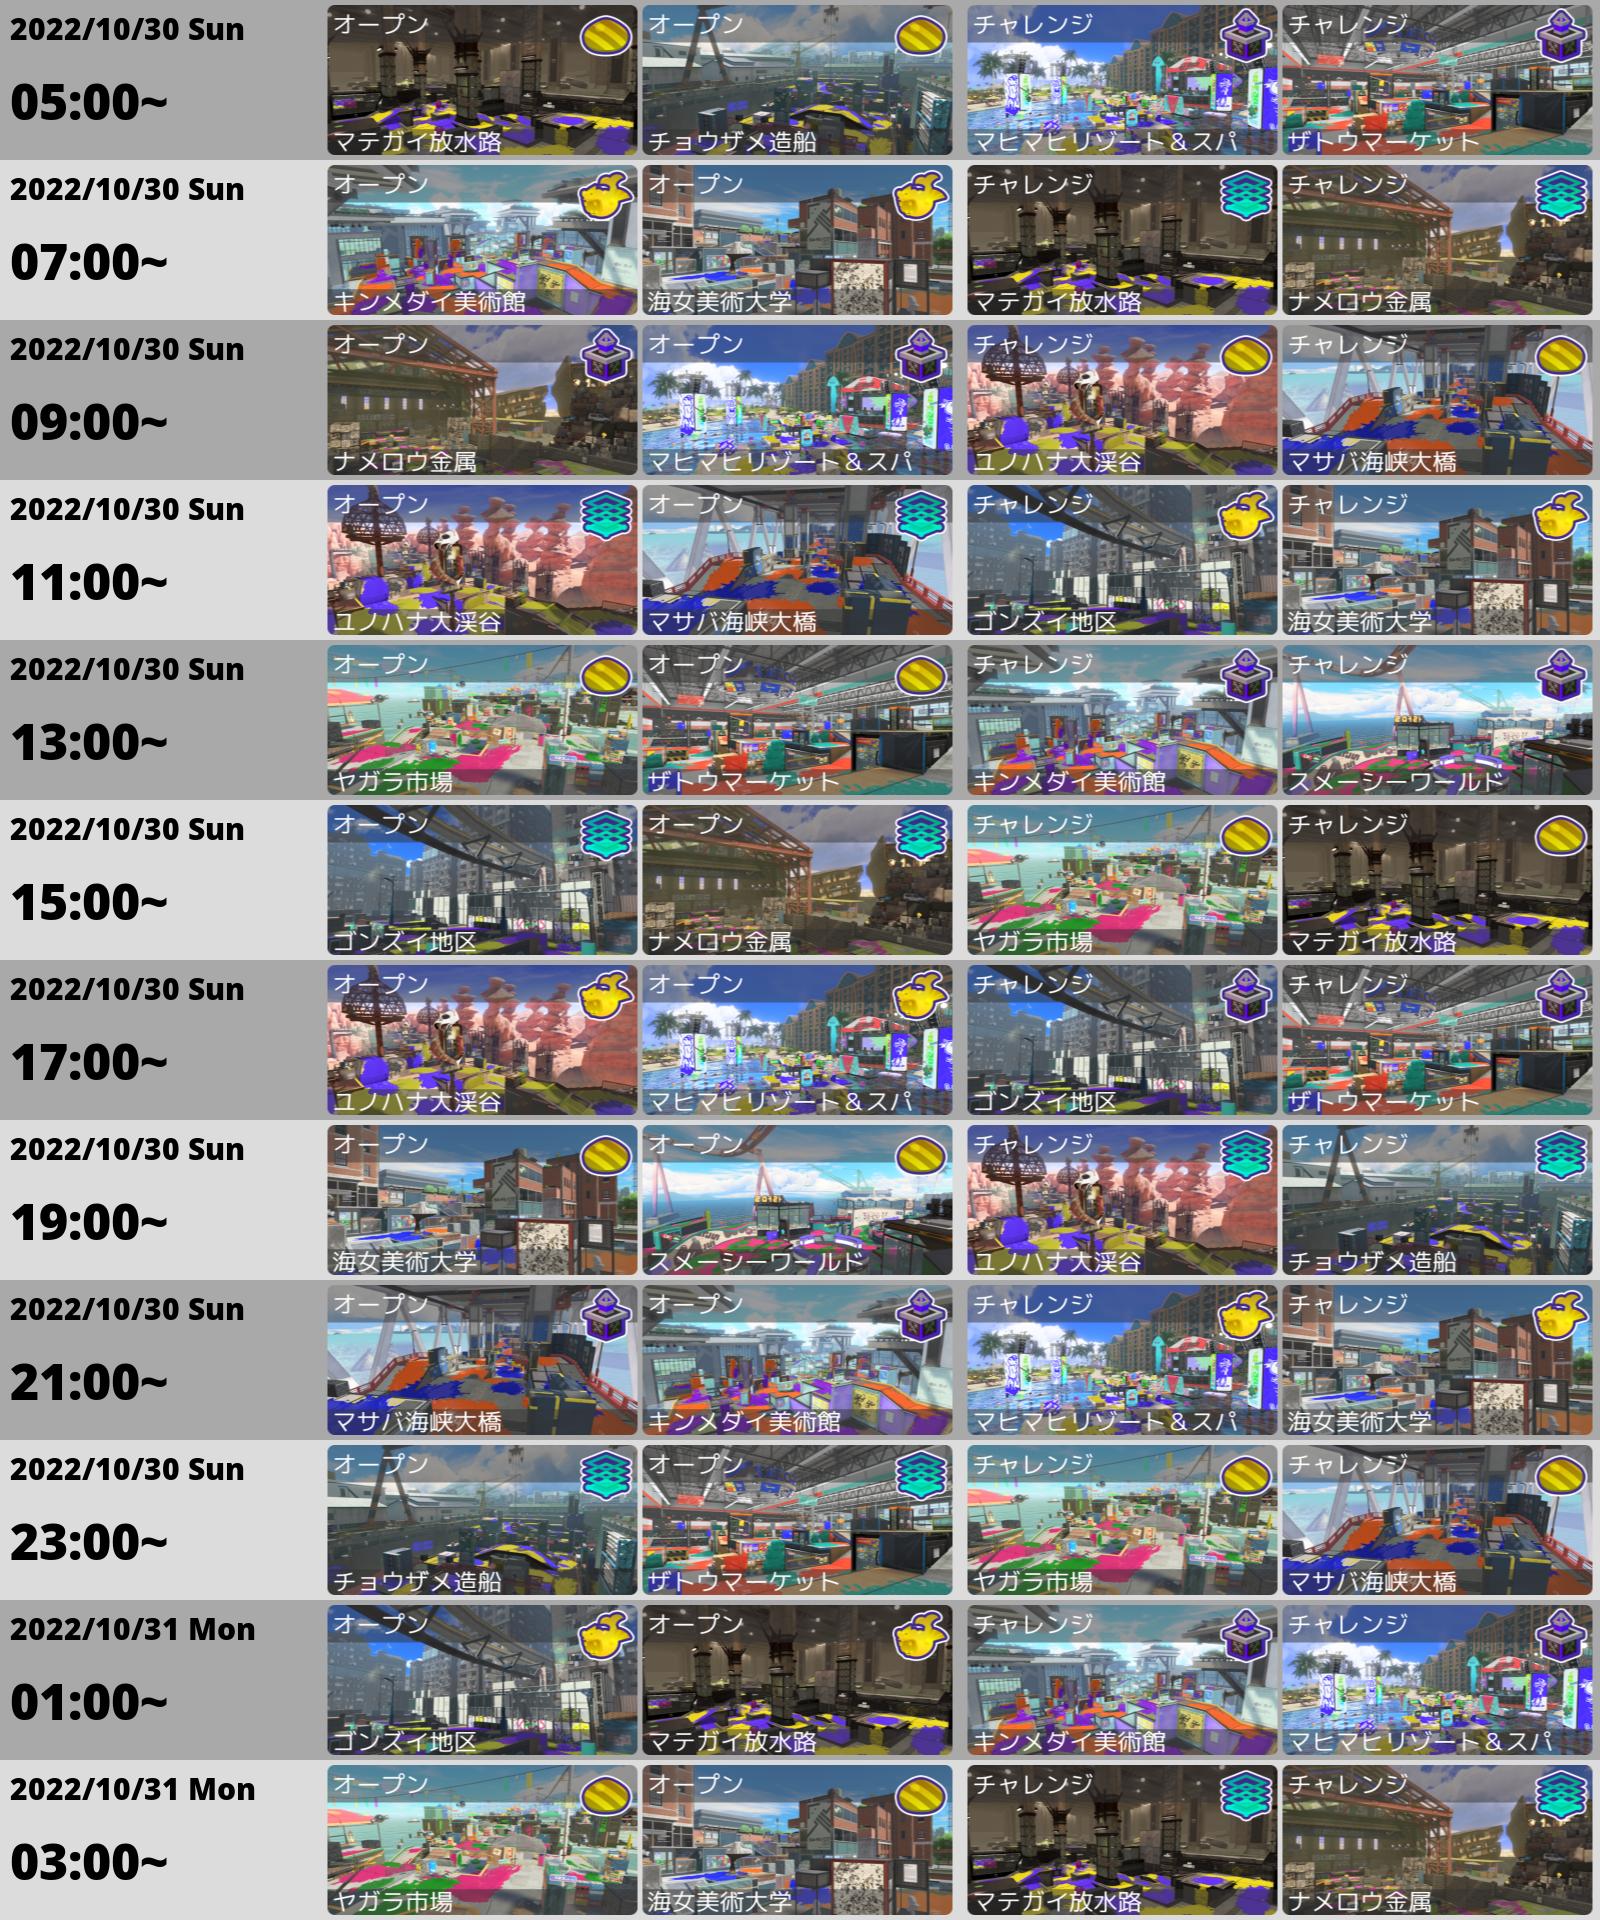 2022/10/30 Sun
05:00~
オープン
マテガイ放水路
オープン
チョウザメ造船
チャレンジ
マヒマヒリゾート＆スパ
チャレンジ
ザトウマーケット
2022/10/30 Sun
07:00~
オープン
キンメダイ美術館
オープン
海女美術大学
チャレンジ
マテガイ放水路
チャレンジ
ナメロウ金属
2022/10/30 Sun
09:00~
オープン
ナメロウ金属
オープン
マヒマヒリゾート＆スパ
チャレンジ
ユノハナ大渓谷
チャレンジ
マサバ海峡大橋
2022/10/30 Sun
11:00~
オープン
ユノハナ大渓谷
オープン
マサバ海峡大橋
チャレンジ
ゴンズイ地区
チャレンジ
海女美術大学
2022/10/30 Sun
13:00~
オープン
ヤガラ市場
オープン
ザトウマーケット
チャレンジ
キンメダイ美術館
チャレンジ
スメーシーワールド
2022/10/30 Sun
15:00~
オープン
ゴンズイ地区
オープン
ナメロウ金属
チャレンジ
ヤガラ市場
チャレンジ
マテガイ放水路
2022/10/30 Sun
17:00~
オープン
ユノハナ大渓谷
オープン
マヒマヒリゾート＆スパ
チャレンジ
ゴンズイ地区
チャレンジ
ザトウマーケット
2022/10/30 Sun
19:00~
オープン
海女美術大学
オープン
スメーシーワールド
チャレンジ
ユノハナ大渓谷
チャレンジ
チョウザメ造船
2022/10/30 Sun
21:00~
オープン
マサバ海峡大橋
オープン
キンメダイ美術館
チャレンジ
マヒマヒリゾート＆スパ
チャレンジ
海女美術大学
2022/10/30 Sun
23:00~
オープン
チョウザメ造船
オープン
ザトウマーケット
チャレンジ
ヤガラ市場
チャレンジ
マサバ海峡大橋
2022/10/31 Mon
01:00~
オープン
ゴンズイ地区
オープン
マテガイ放水路
チャレンジ
キンメダイ美術館
チャレンジ
マヒマヒリゾート＆スパ
2022/10/31 Mon
03:00~
オープン
ヤガラ市場
オープン
海女美術大学
チャレンジ
マテガイ放水路
チャレンジ
ナメロウ金属